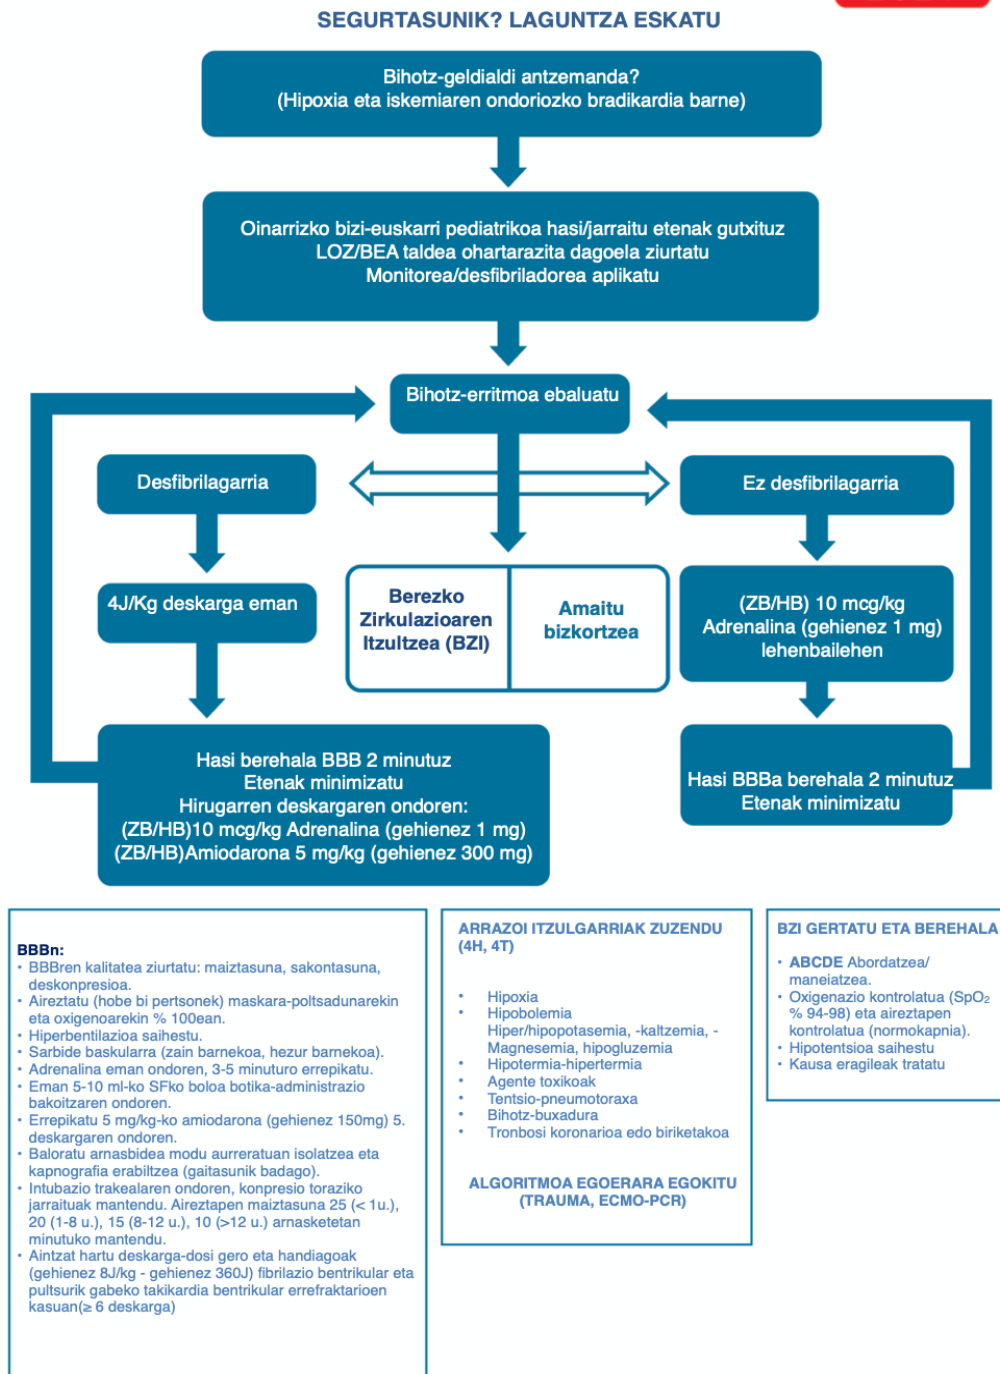 SEGURTASUNIK? LAGUNTZA ESKATU
Bihotz-geldialdi antzemanda?
(Hipoxia eta iskemiaren ondoriozko bradikardia barne)
Oinarrizko bizi-euskarri pediatrikoa hasi/jarraitu etenak gutxituz
LOZ/BEA taldea ohartarazita dagoela ziurtatu
Monitorea/desfibriladorea aplikatu
Bihotz-erritmoa ebaluatu
Desfibrilagarria
Ez desfibrilagarria
4J/Kg deskarga eman
Berezko
Zirkulazioaren
Itzultzea (BZI)
Amaitu
bizkortzea
(ZB/HB) 10 mcg/kg
Adrenalina (gehienez 1 mg)
lehenbailehen
Hasi berehala BBB 2 minutuz
Etenak minimizatu
Hirugarren deskargaren ondoren:
(ZB/HB)10 mcg/kg Adrenalina (gehienez 1 mg)
(ZB/HB)Amiodarona 5 mg/kg (gehienez 300 mg)
Hasi BBBa berehala 2 minutuz
Etenak minimizatu
BBBn:
• BBBren kalitatea ziurtatu: maiztasuna, sakontasuna,
deskonpresioa.
• Aireztatu (hobe bi pertsonek) maskara-poltsadunarekin
eta oxigenoarekin % 100ean.
• Hiperbentilazioa saihestu.
• Sarbide baskularra (zain barnekoa, hezur barnekoa).
• Adrenalina eman ondoren, 3-5 minuturo errepikatu.
• Eman 5-10 ml-ko SFko boloa botika-administrazio
bakoitzaren ondoren.
• Errepikatu 5 mg/kg-ko amiodarona (gehienez 150mg) 5.
deskargaren ondoren.
• Baloratu arnasbidea modu aurreratuan isolatzea eta
kapnografia erabiltzea (gaitasunik badago).
• Intubazio trakealaren ondoren, konpresio toraziko
jarraituak mantendu. Aireztapen maiztasuna 25 (< 1u.),
20 (1-8 u.), 15 (8-12 u.), 10 (>12 u.) arnasketetan
minutuko mantendu.
• Aintzat hartu deskarga-dosi gero eta handiagoak
(gehienez 8J/kg - gehienez 360J) fibrilazio bentrikular eta
pultsurik gabeko takikardia bentrikular errefraktarioen
kasuan(≥ 6 deskarga)
ARRAZOI ITZULGARRIAK ZUZENDU
(4H, 4T)
• Hipoxia
• Hipobolemia
Hiper/hipopotasemia, -kaltzemia, -
Magnesemia, hipogluzemia
• Hipotermia-hipertermia
• Agente toxikoak
• Tentsio-pneumotoraxa
• Bihotz-buxadura
• Tronbosi koronarioa edo biriketakoa
ALGORITMOA EGOERARA EGOKITU
(TRAUMA, ECMO-PCR)
BZI GERTATU ETA BEREHALA
• ABCDE Abordatzea/
maneiatzea.
• Oxigenazio kontrolatua (SpO₂
% 94-98) eta aireztapen
kontrolatua (normokapnia).
• Hipotentsioa saihestu
• Kausa eragileak tratatu